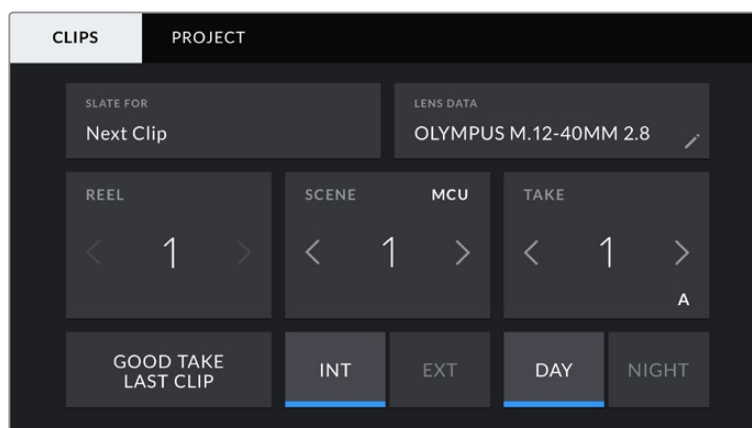 CLIPS PROJECT
SLATE FOR LENS DATA
Next Clip OLYMPUS M.12-40MM 2.8
REEL SCENE MCU TAKE
< 1 > < 1 > < 1 >
A
GOOD TAKE
LAST CLIP
INT EXT DAY NIGHT